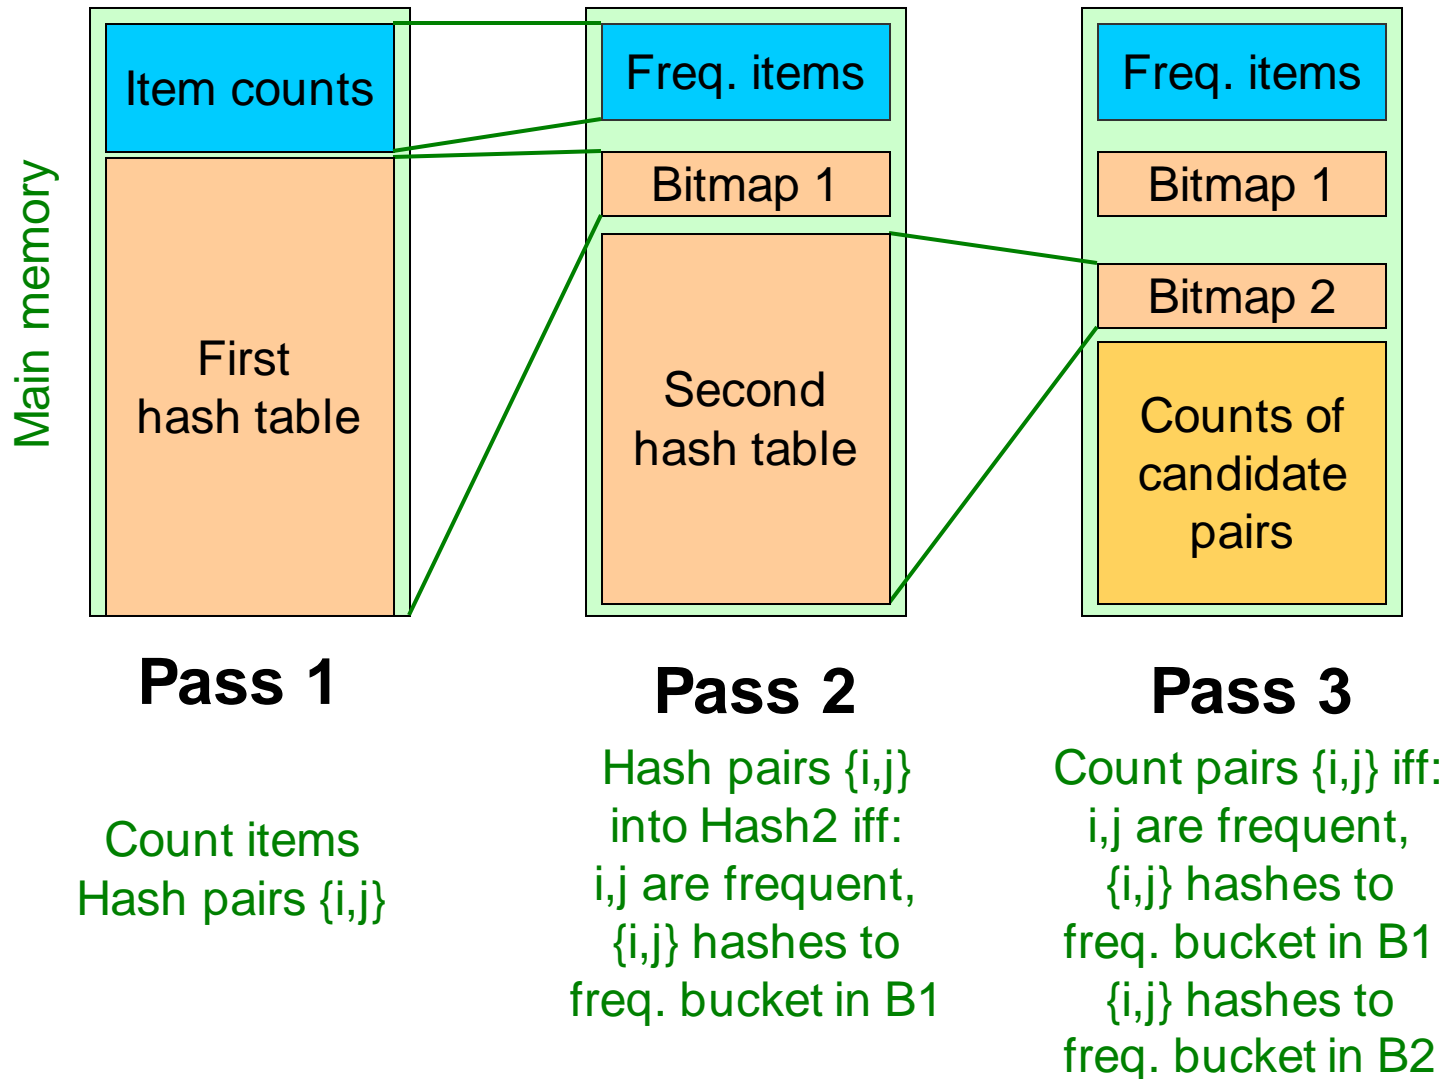 Main memory
Item counts
First
hash table
Pass 1
Count items
Hash pairs {i,j}
Freq. items
Bitmap 1
Second
hash table
Pass 2
Hash pairs {i,j}
into Hash2 iff:
i,j are frequent,
{i,j} hashes to
freq. bucket in B1
Freq. items
Bitmap 1
Bitmap 2
Counts of
candidate
pairs
Pass 3
Count pairs {i,j} iff:
i,j are frequent,
{i,j} hashes to
freq. bucket in B1
{i,j} hashes to
freq. bucket in B2